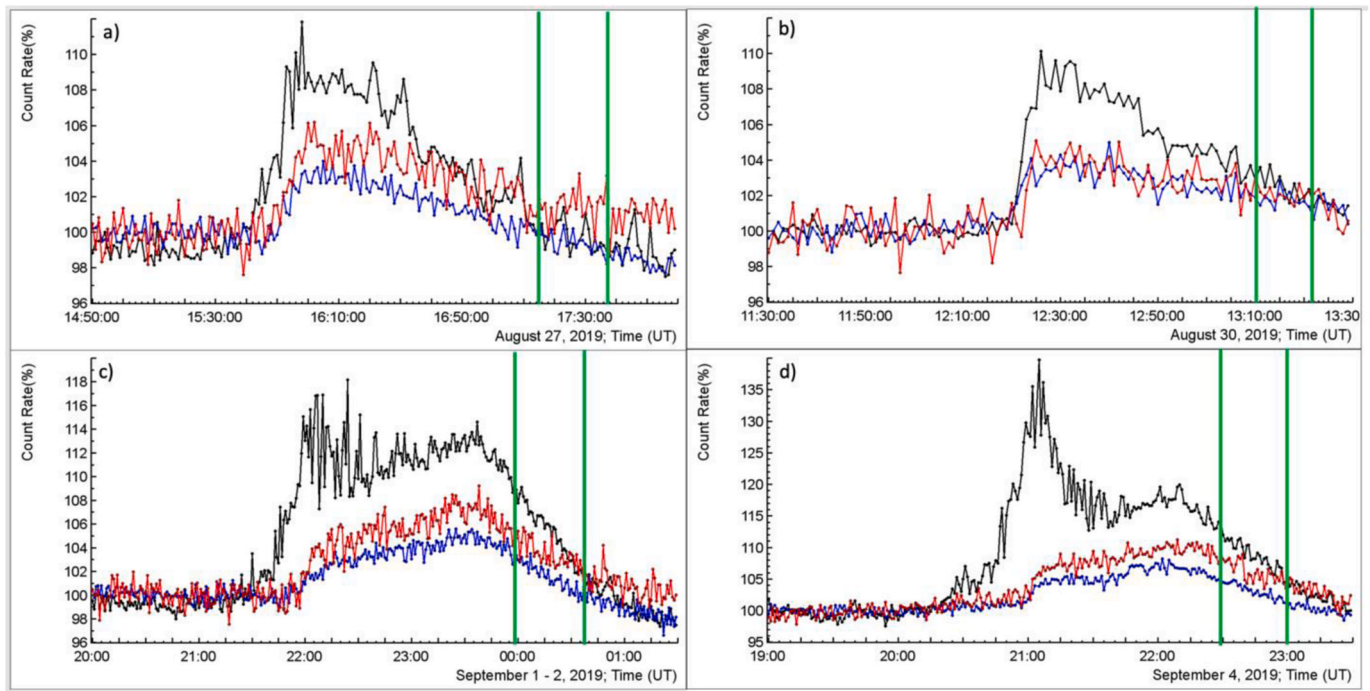 a)
Count Rate(%)
110
108
106
104
102
100
98
96
14:50:00 15:30:00 16:10:00 16:50:00 17:30:00
August 27, 2019; Time (UT)
b)
Count Rate(%)
110
108
106
104
102
100
98
96
11:30:00 11:50:00 12:10:00 12:30:00 12:50:00 13:10:00 13:30
August 30, 2019; Time (UT)
c)
Count Rate(%)
118
116
114
112
110
108
106
104
102
100
98
96
20:00 21:00 22:00 23:00 00:00 01:00
September 1 - 2, 2019; Time (UT)
d)
Count Rate(%)
135
130
125
120
115
110
105
100
95
19:00 20:00 21:00 22:00 23:00
September 4, 2019; Time (UT)